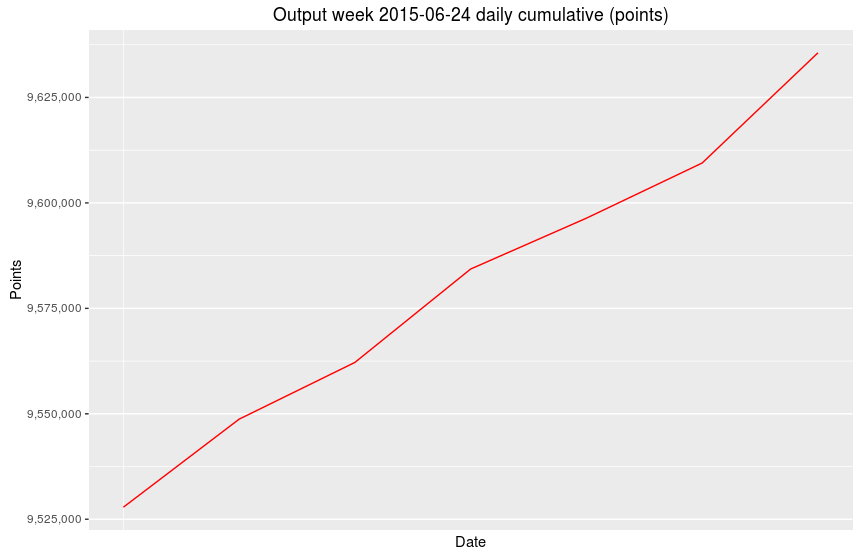 Output week 2015-06-24 daily cumulative (points)
9,625,000
9,600,000
9,575,000
9,550,000
9,525,000
Points
Date